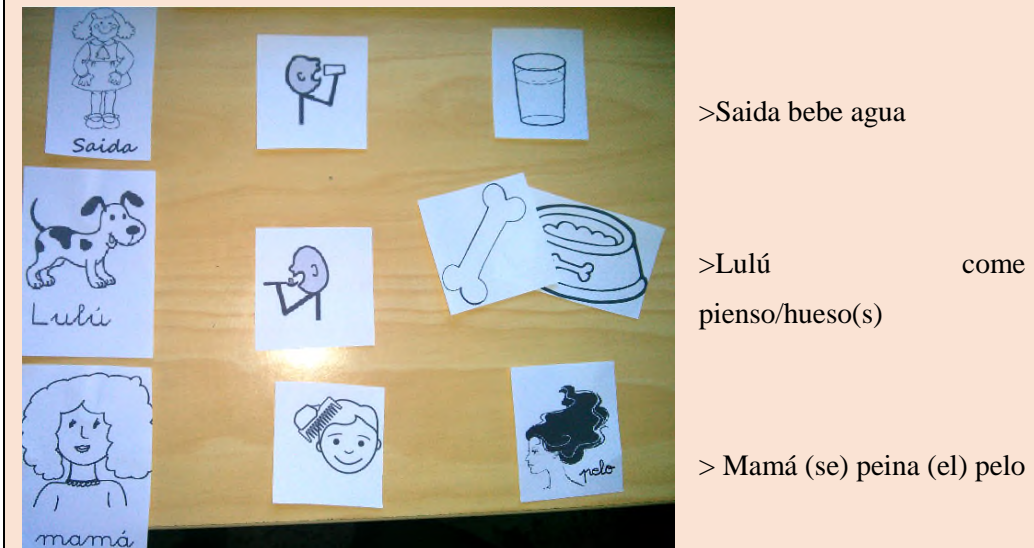 Saida
>Saida bebe agua
Lulú
>Lulú come
pienso/hueso(s)
pelo
> Mamá (se) peina (el) pelo
mamá